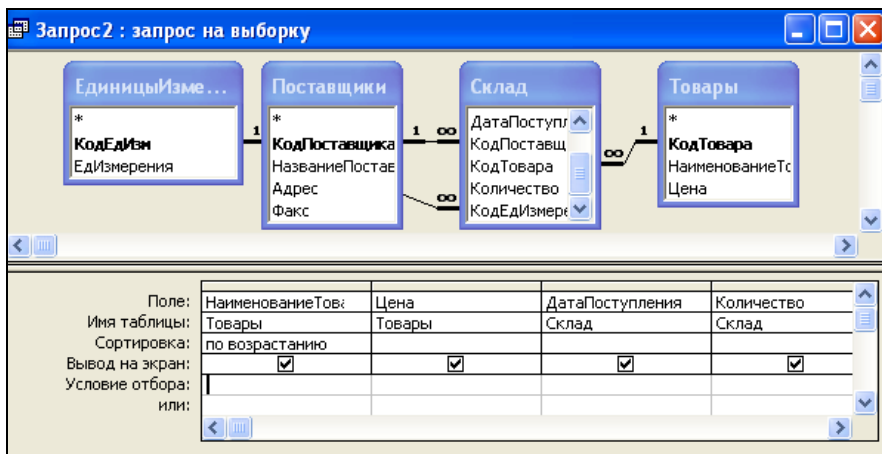 Запрос2 : запрос на выборку
ЕдиницыИзме...
*
КодЕдИзм
ЕдИзмерения
Поставщики
*
КодПоставщика
НазваниеПостав
Адрес
Факс
Склад
ДатаПоступл
КодПоставщ
КодТовара
Количество
КодЕдИзмере
Товары
*
КодТовара
НаименованиеТо
Цена
1
1 ∞
∞
∞ 1
Поле: НаименованиеТова Цена ДатаПоступления Количество
Имя таблицы: Товары Товары Склад Склад
Сортировка: по возрастанию
Вывод на экран:
Условие отбора:
или: